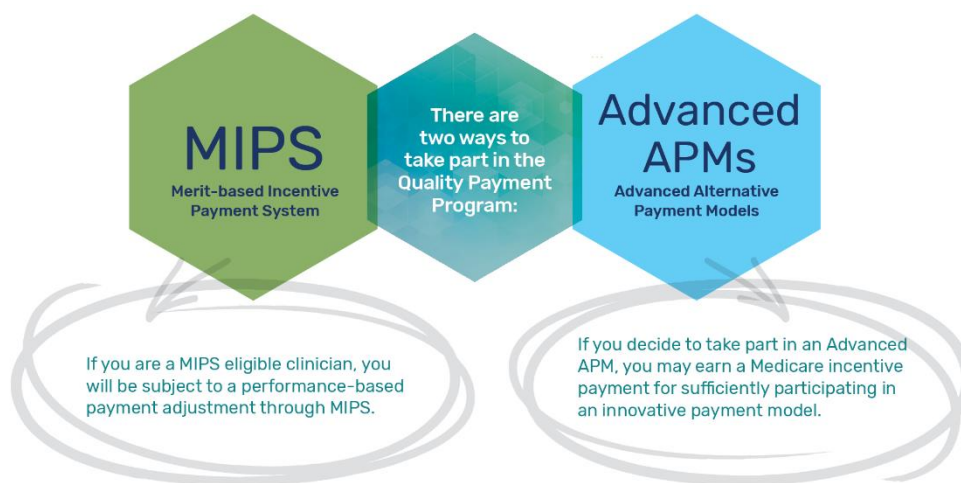 MIPS
Merit-based Incentive
Payment System
There are
two ways to
take part in the
Quality Payment
Program:
Advanced
APMs
Advanced Alternative
Payment Models
If you are a MIPS eligible clinician, you
will be subject to a performance-based
payment adjustment through MIPS.
If you decide to take part in an Advanced
APM, you may earn a Medicare incentive
payment for sufficiently participating in
an innovative payment model.